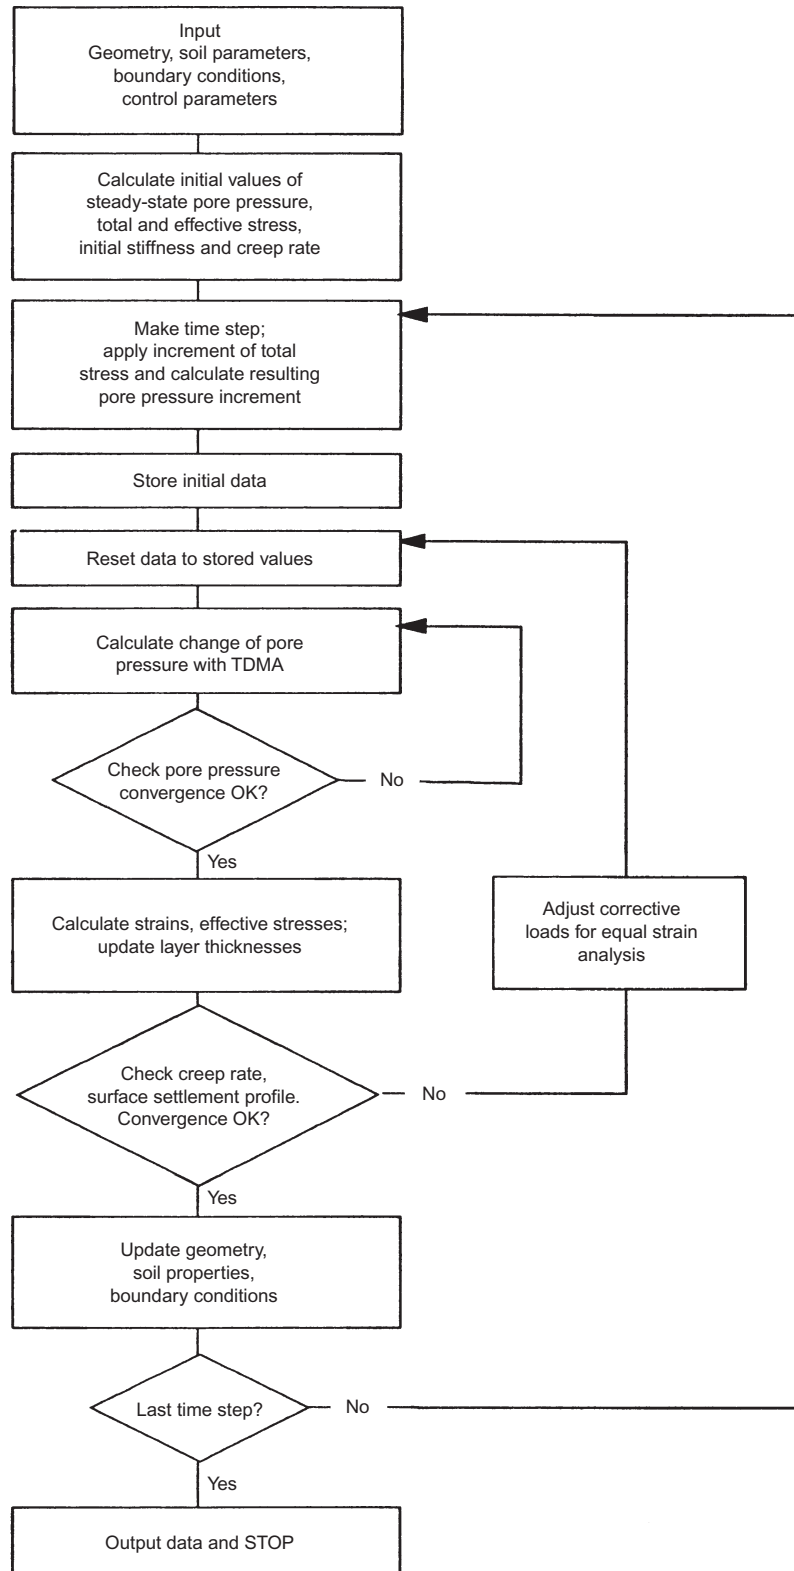 Input
Geometry, soil parameters,
boundary conditions,
control parameters
Calculate initial values of
steady-state pore pressure,
total and effective stress,
initial stiffness and creep rate
Make time step;
apply increment of total
stress and calculate resulting
pore pressure increment
Store initial data
Reset data to stored values
Calculate change of pore
pressure with TDMA
Check pore pressure
convergence OK?
No
Yes
Calculate strains, effective stresses;
update layer thicknesses
Adjust corrective
loads for equal strain
analysis
Check creep rate,
surface settlement profile.
Convergence OK?
No
Yes
Update geometry,
soil properties,
boundary conditions
Last time step?
No
Yes
Output data and STOP